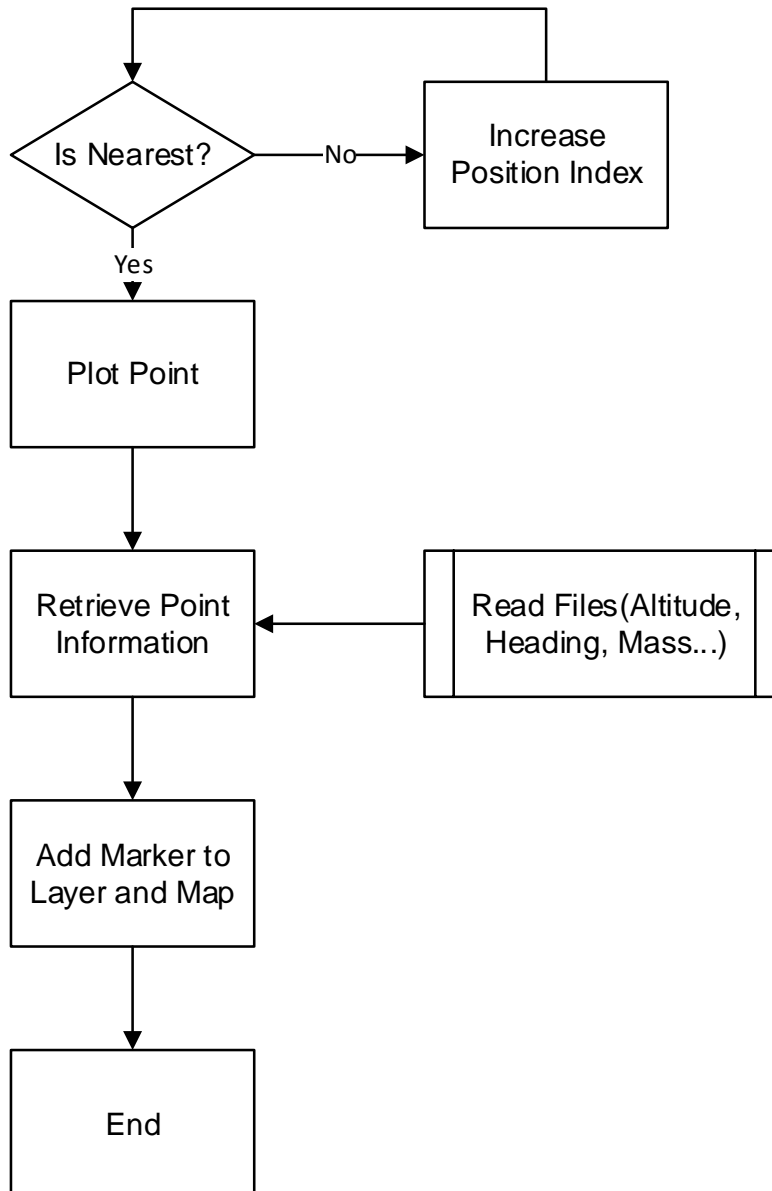 Is Nearest?
No
Increase
Position Index
Yes
Plot Point
Retrieve Point
Information
Read Files(Altitude,
Heading, Mass...)
Add Marker to
Layer and Map
End